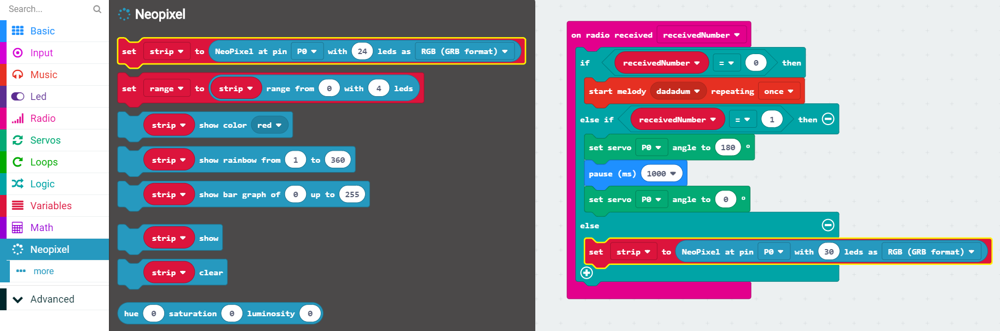 Search...
Basic
Input
Music
Led
Radio
Servos
Loops
Logic
Variables
Math
Neopixel
more
Advanced
Neopixel
set strip to NeoPixel at pin P0 with 24 leds as RGB (GRB format)
set range to strip range from 0 with 4 leds
strip show color red
strip show rainbow from 1 to 360
strip show bar graph of 0 up to 255
strip show
strip clear
hue 0 saturation 0 luminosity 0
on radio received receivedNumber
if receivedNumber = 0 then
start melody dadadum repeating once
else if receivedNumber = 1 then
set servo P0 angle to 180 °
pause (ms) 1000
set servo P0 angle to 0 °
else
set strip to NeoPixel at pin P0 with 30 leds as RGB (GRB format)